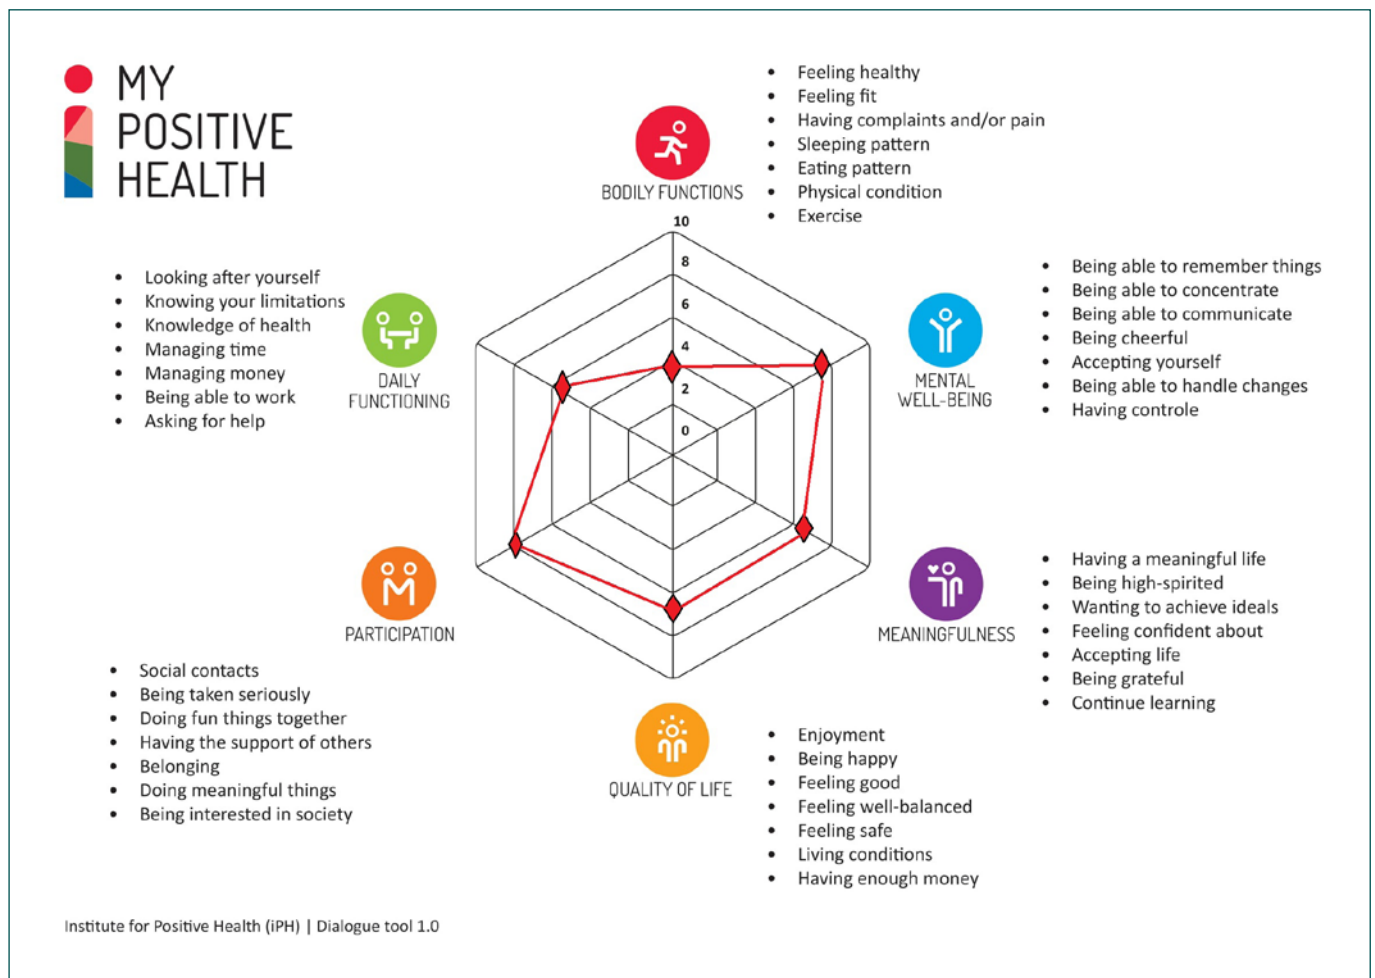 MY
POSITIVE
HEALTH
• Feeling healthy
• Feeling fit
• Having complaints and/or pain
• Sleeping pattern
• Eating pattern
• Physical condition
• Exercise
BODILY FUNCTIONS
10
8
6
4
2
0
• Looking after yourself
• Knowing your limitations
• Knowledge of health
• Managing time
• Managing money
• Being able to work
• Asking for help
DAILY
FUNCTIONING
• Being able to remember things
• Being able to concentrate
• Being able to communicate
• Being cheerful
• Accepting yourself
• Being able to handle changes
• Having controle
MENTAL
WELL-BEING
PARTICIPATION
• Social contacts
• Being taken seriously
• Doing fun things together
• Having the support of others
• Belonging
• Doing meaningful things
• Being interested in society
MEANINGFULNESS
• Having a meaningful life
• Being high-spirited
• Wanting to achieve ideals
• Feeling confident about
• Accepting life
• Being grateful
• Continue learning
QUALITY OF LIFE
• Enjoyment
• Being happy
• Feeling good
• Feeling well-balanced
• Feeling safe
• Living conditions
• Having enough money
Institute for Positive Health (iPH) | Dialogue tool 1.0